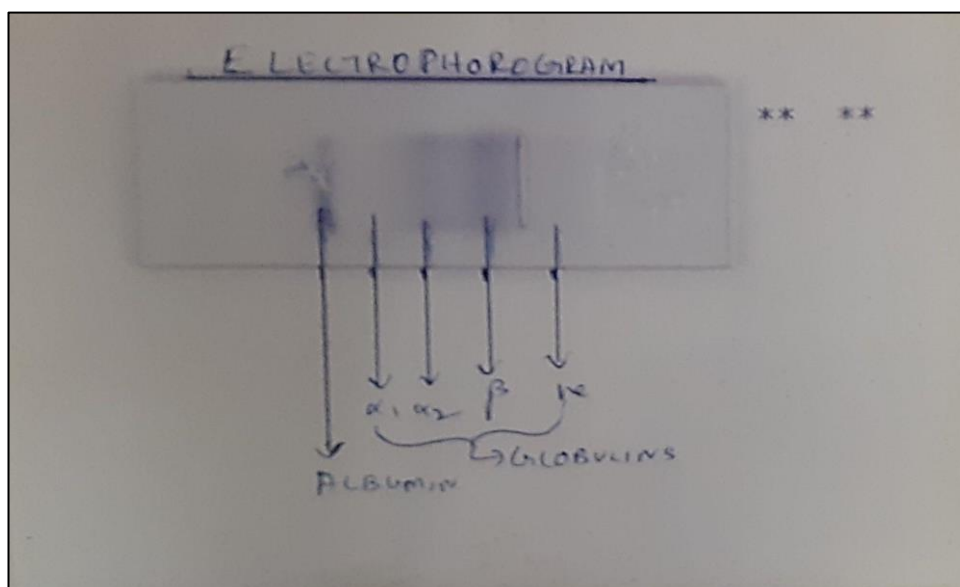 ELECTROPHOROGRAM
** **
α1 α2 β γ
→GLOBULINS
ALBUMIN